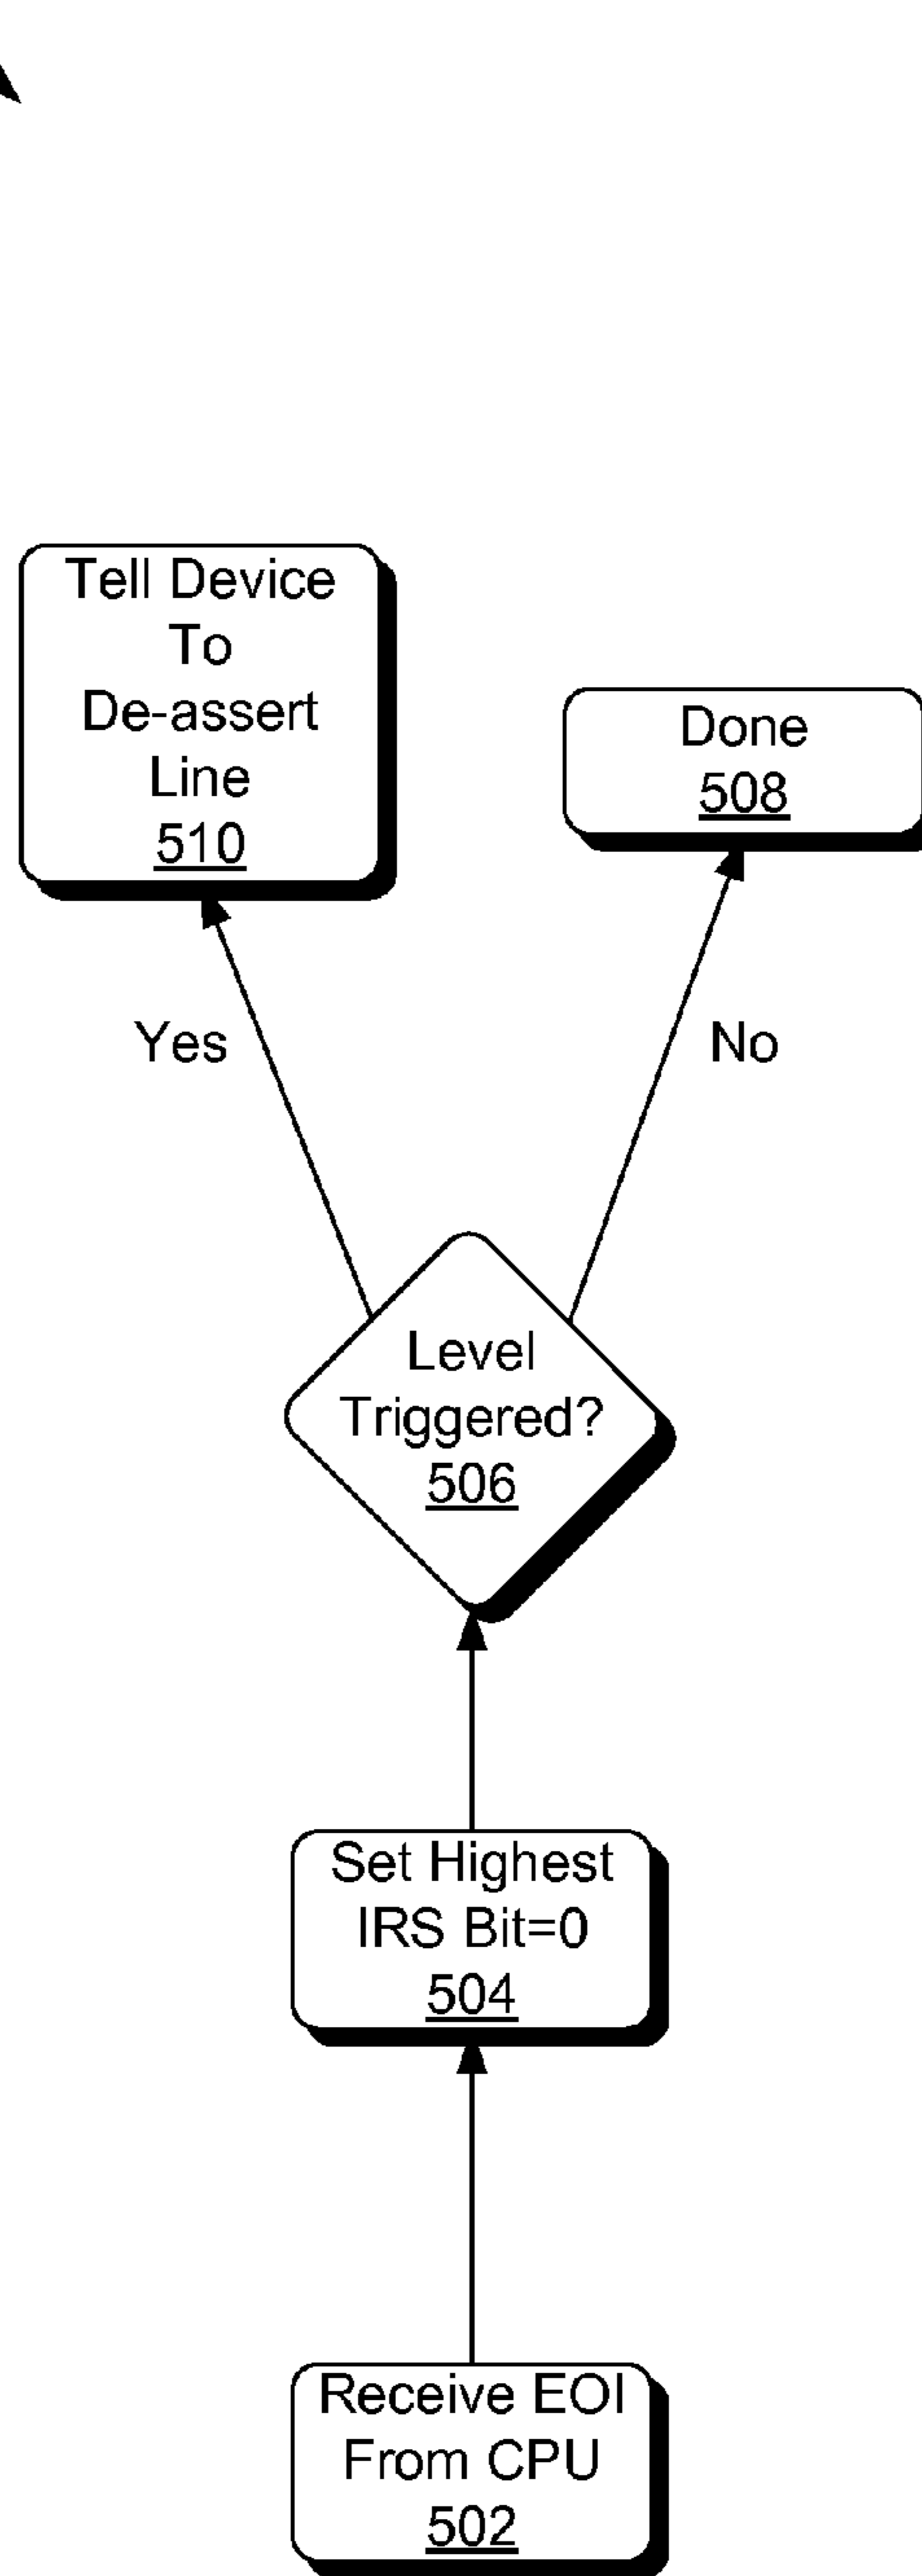 Tell Device
To
De-assert
Line
510
Done
508
Yes
No
Level
Triggered?
506
Set Highest
IRS Bit=0
504
Receive EOI
From CPU
502